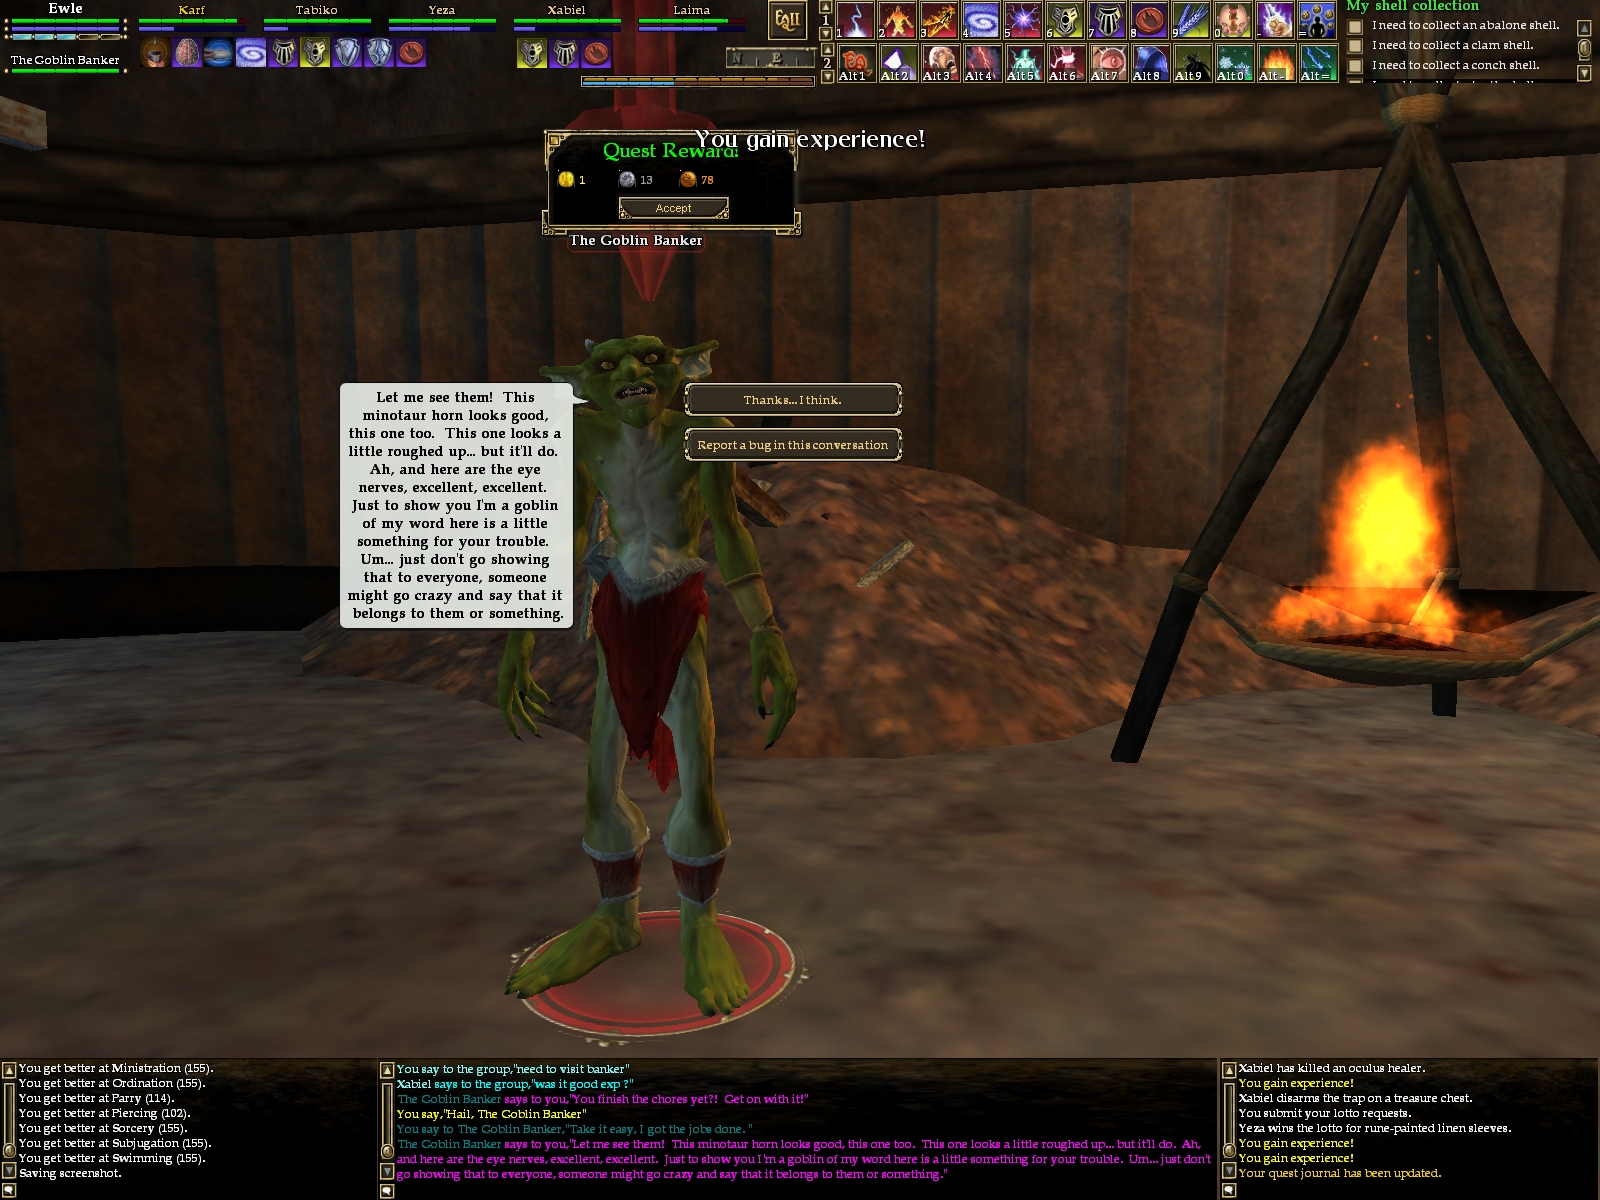 Ewle
The Goblin Banker
Karf
Tabiko
Yeza
Xabiel
Laima
EQII
N E
1
1 2 3 4 5 6 7 8 9 0 - =
2
Alt1 Alt2 Alt3 Alt4 Alt5 Alt6 Alt7 Alt8 Alt9 Alt0 Alt- Alt=
My shell collection
I need to collect an abalone shell.
I need to collect a clam shell.
I need to collect a conch shell.
You gain experience!
Quest Reward!
1 13 78
Accept
The Goblin Banker
Let me see them! This
minotaur horn looks good,
this one too. This one looks a
little roughed up... but it'll do.
Ah, and here are the eye
nerves, excellent, excellent.
Just to show you I'm a goblin
of my word here is a little
something for your trouble.
Um... just don't go showing
that to everyone, someone
might go crazy and say that it
belongs to them or something.
Thanks... I think.
Report a bug in this conversation
You get better at Ministration (155).
You get better at Ordination (155).
You get better at Parry (114).
You get better at Piercing (102).
You get better at Sorcery (155).
You get better at Subjugation (155).
You get better at Swimming (155).
Saving screenshot.
You say to the group,"need to visit banker"
Xabiel says to the group,"was it good exp ?"
The Goblin Banker says to you,"You finish the chores yet?! Get on with it!"
You say,"Hail, The Goblin Banker"
You say to The Goblin Banker,"Take it easy, I got the jobs done. "
The Goblin Banker says to you,"Let me see them! This minotaur horn looks good, this one too. This one looks a little roughed up... but it'll do. Ah,
and here are the eye nerves, excellent, excellent. Just to show you I'm a goblin of my word here is a little something for your trouble. Um... just don't
go showing that to everyone, someone might go crazy and say that it belongs to them or something."
Xabiel has killed an oculus healer.
You gain experience!
Xabiel disarms the trap on a treasure chest.
You submit your lotto requests.
Yeza wins the lotto for rune-painted linen sleeves.
You gain experience!
You gain experience!
Your quest journal has been updated.